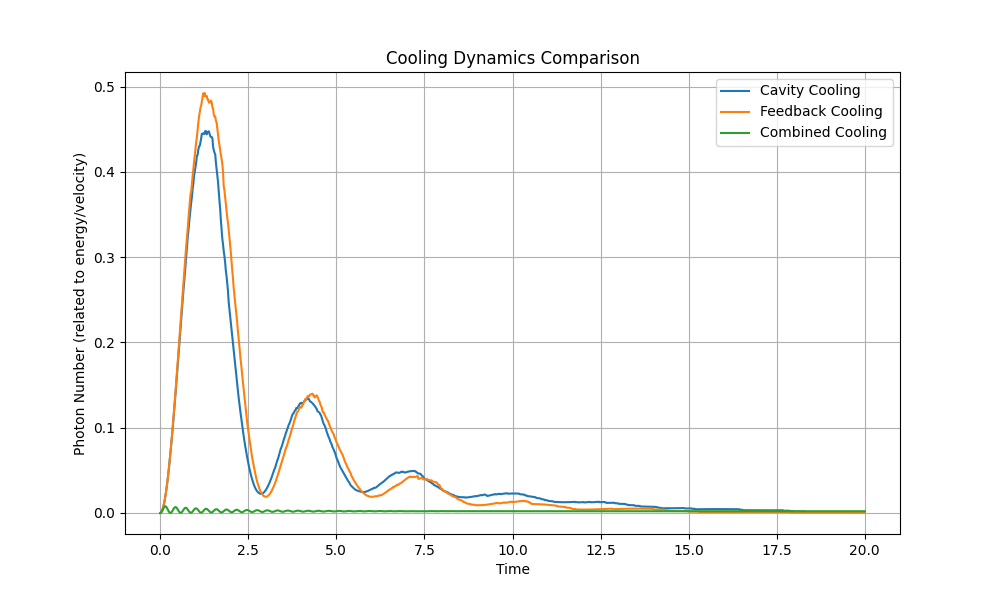 Cooling Dynamics Comparison
Cavity Cooling
Feedback Cooling
Combined Cooling
Photon Number (related to energy/velocity)
0.5
0.4
0.3
0.2
0.1
0.0
0.0 2.5 5.0 7.5 10.0 12.5 15.0 17.5 20.0
Time